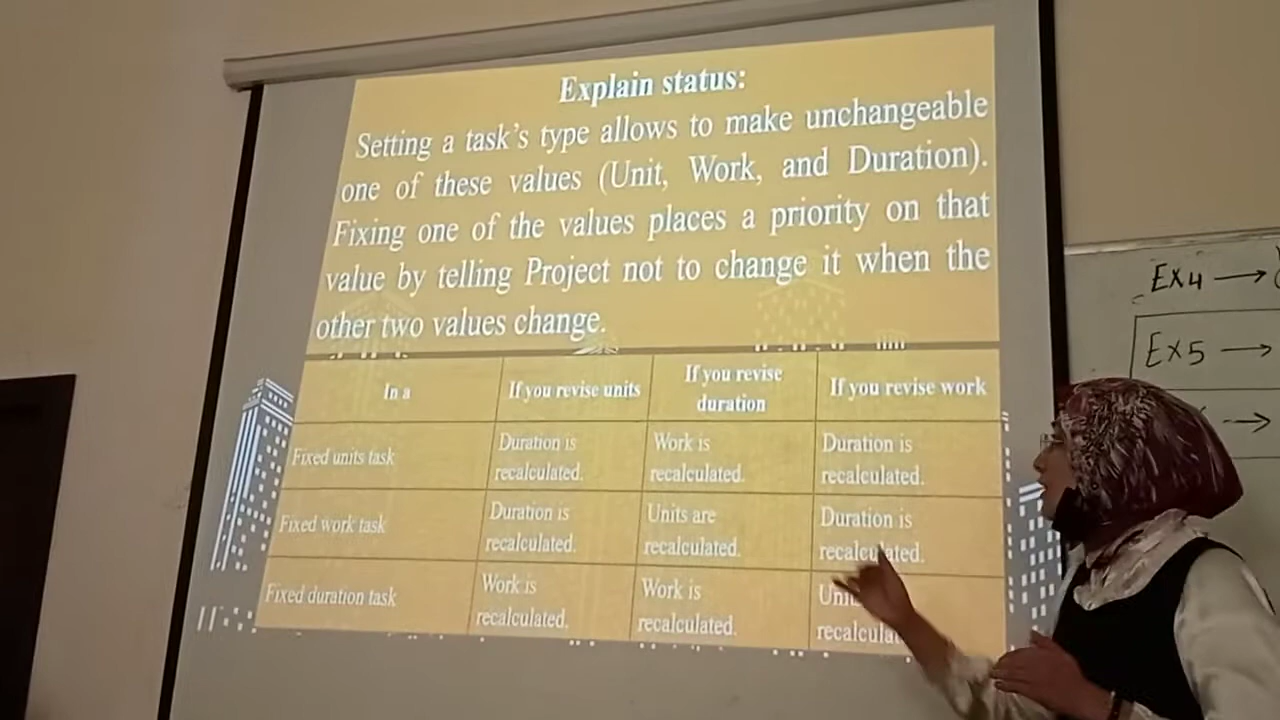 Explain status:
Setting a task's type allows to make unchangeable
one of these values (Unit, Work, and Duration).
Fixing one of the values places a priority on that
value by telling Project not to change it when the
other two values change.
In a
If you revise units
If you revise
duration
If you revise work
Fixed units task
Duration is
recalculated.
Work is
recalculated.
Duration is
recalculated.
Fixed work task
Duration is
recalculated.
Units are
recalculated.
Duration is
recalculated.
Fixed duration task
Work is
recalculated.
Work is
recalculated.
Ex4 →
Ex5 →
→